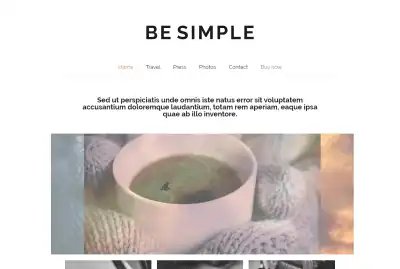 BE SIMPLE
Home Travel Press Photos Contact Buy now
Sed ut perspiciatis unde omnis iste natus error sit voluptatem
accusantium doloremque laudantium, totam rem aperiam, eaque ipsa
quae ab illo inventore.